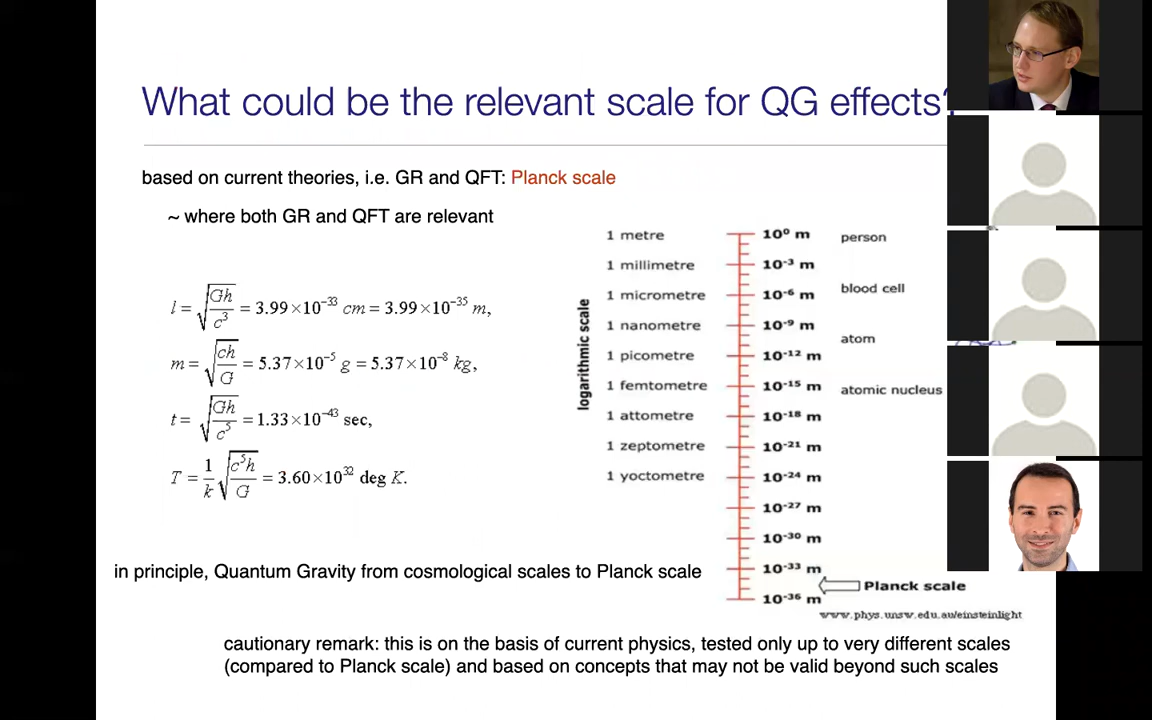 What could be the relevant scale for QG effects?
based on current theories, i.e. GR and QFT: Planck scale
~ where both GR and QFT are relevant
l = √(Gh/c³) = 3.99×10⁻³³ cm = 3.99×10⁻³⁵ m,
m = √(ch/G) = 5.37×10⁻⁵ g = 5.37×10⁻⁸ kg,
t = √(Gh/c⁵) = 1.33×10⁻⁴³ sec,
T = 1/k √(c⁵h/G) = 3.60×10³² deg K.
logarithmic scale
1 metre 10⁰ m person
1 millimetre 10⁻³ m
blood cell
1 micrometre 10⁻⁶ m
1 nanometre 10⁻⁹ m
atom
1 picometre 10⁻¹² m
1 femtometre 10⁻¹⁵ m atomic nucleus
1 attometre 10⁻¹⁸ m
1 zeptometre 10⁻²¹ m
1 yoctometre 10⁻²⁴ m
10⁻²⁷ m
10⁻³⁰ m
10⁻³³ m
Planck scale
10⁻³⁶ m
www.phys.unsw.edu.au/einsteinlight
in principle, Quantum Gravity from cosmological scales to Planck scale
cautionary remark: this is on the basis of current physics, tested only up to very different scales
(compared to Planck scale) and based on concepts that may not be valid beyond such scales